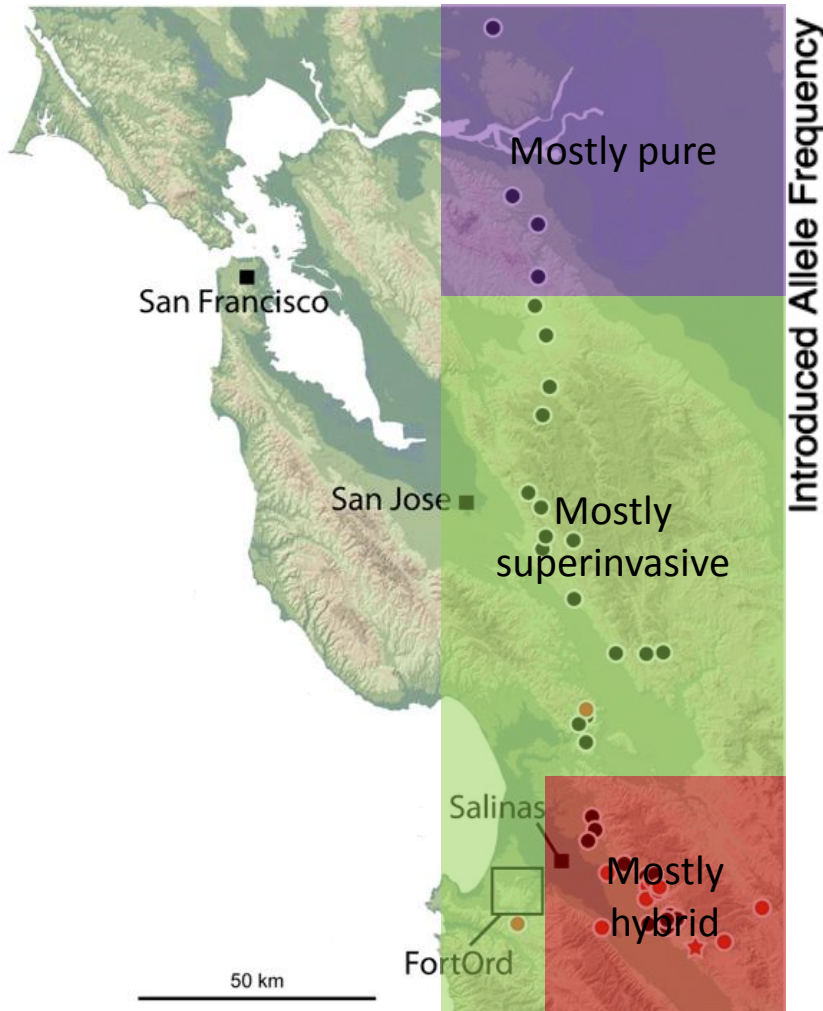 Mostly pure
Introduced Allele Frequency
San Francisco
San Jose
Mostly
superinvasive
Salinas
Mostly
hybrid
FortOrd
50 km